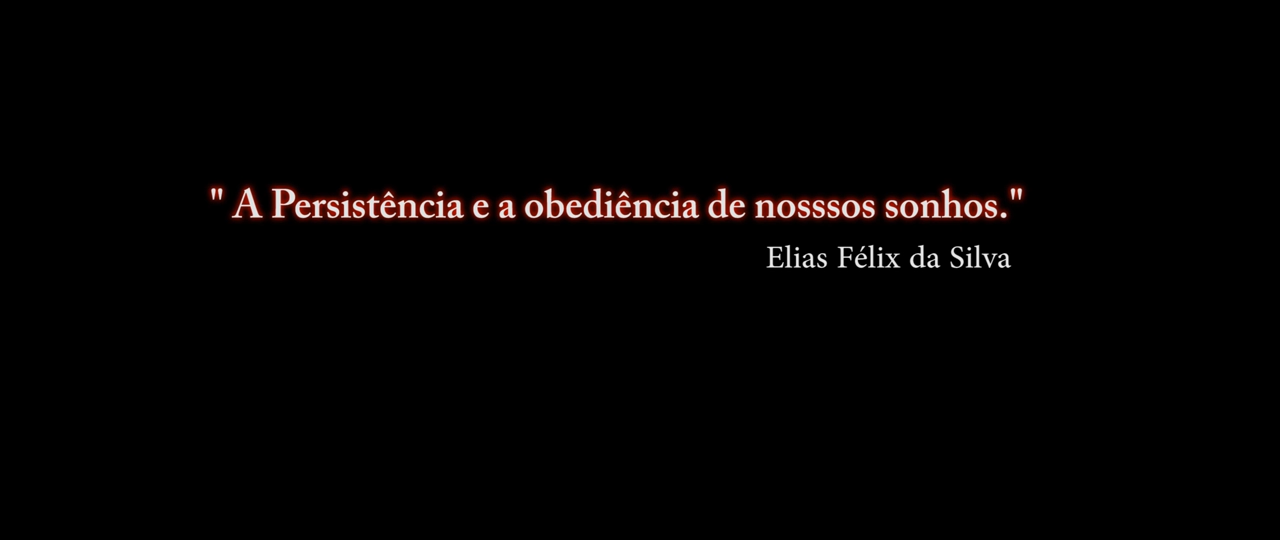 " A Persistência e a obediência de nosssos sonhos."
Elias Félix da Silva